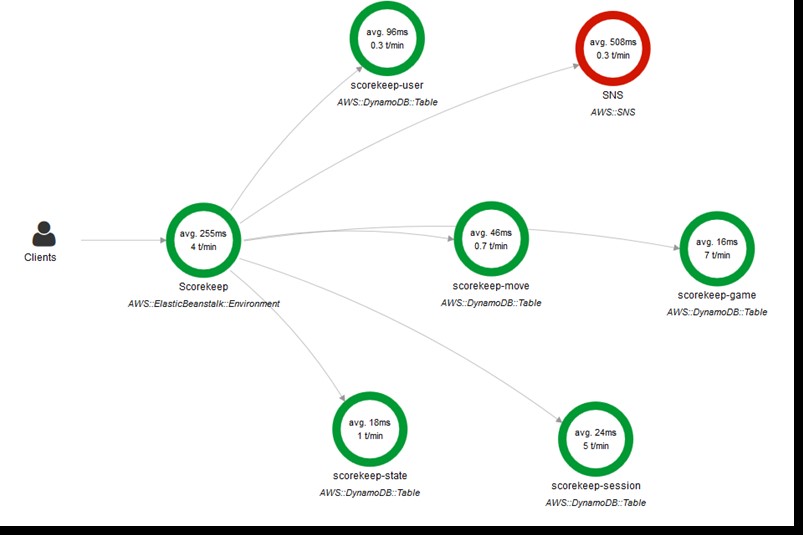 avg. 96ms
0.3 t/min
scorekeep-user
AWS::DynamoDB::Table
avg. 508ms
0.3 t/min
SNS
AWS::SNS
Clients
avg. 255ms
4 t/min
Scorekeep
AWS::ElasticBeanstalk::Environment
avg. 46ms
0.7 t/min
scorekeep-move
AWS::DynamoDB::Table
avg. 16ms
7 t/min
scorekeep-game
AWS::DynamoDB::Table
avg. 18ms
1 t/min
scorekeep-state
AWS::DynamoDB::Table
avg. 24ms
5 t/min
scorekeep-session
AWS::DynamoDB::Table